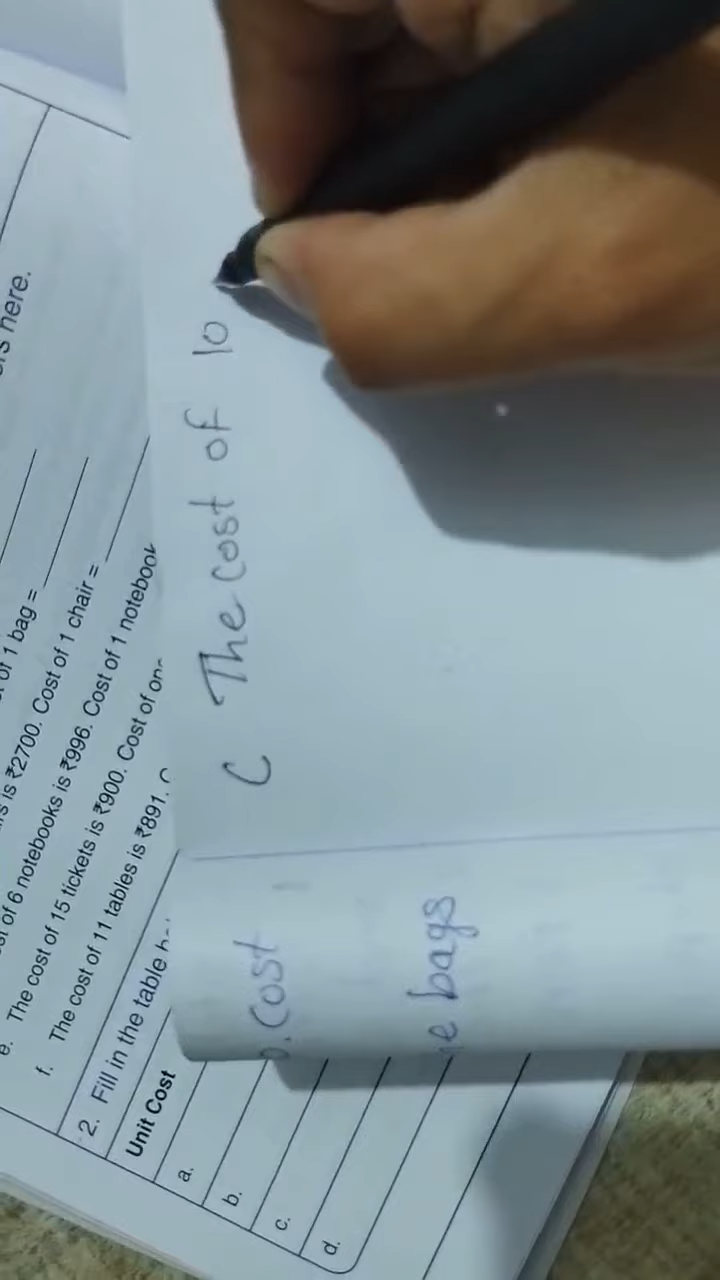 here.
of 1 bag =
is ₹2700. Cost of 1 chair =
of 6 notebooks is ₹996. Cost of 1 notebook
e. The cost of 15 tickets is ₹900. Cost of
f. The cost of 11 tables is ₹891.
2. Fill in the table
Unit Cost
a.
b.
c.
d.
C The cost of 10
cost
bags